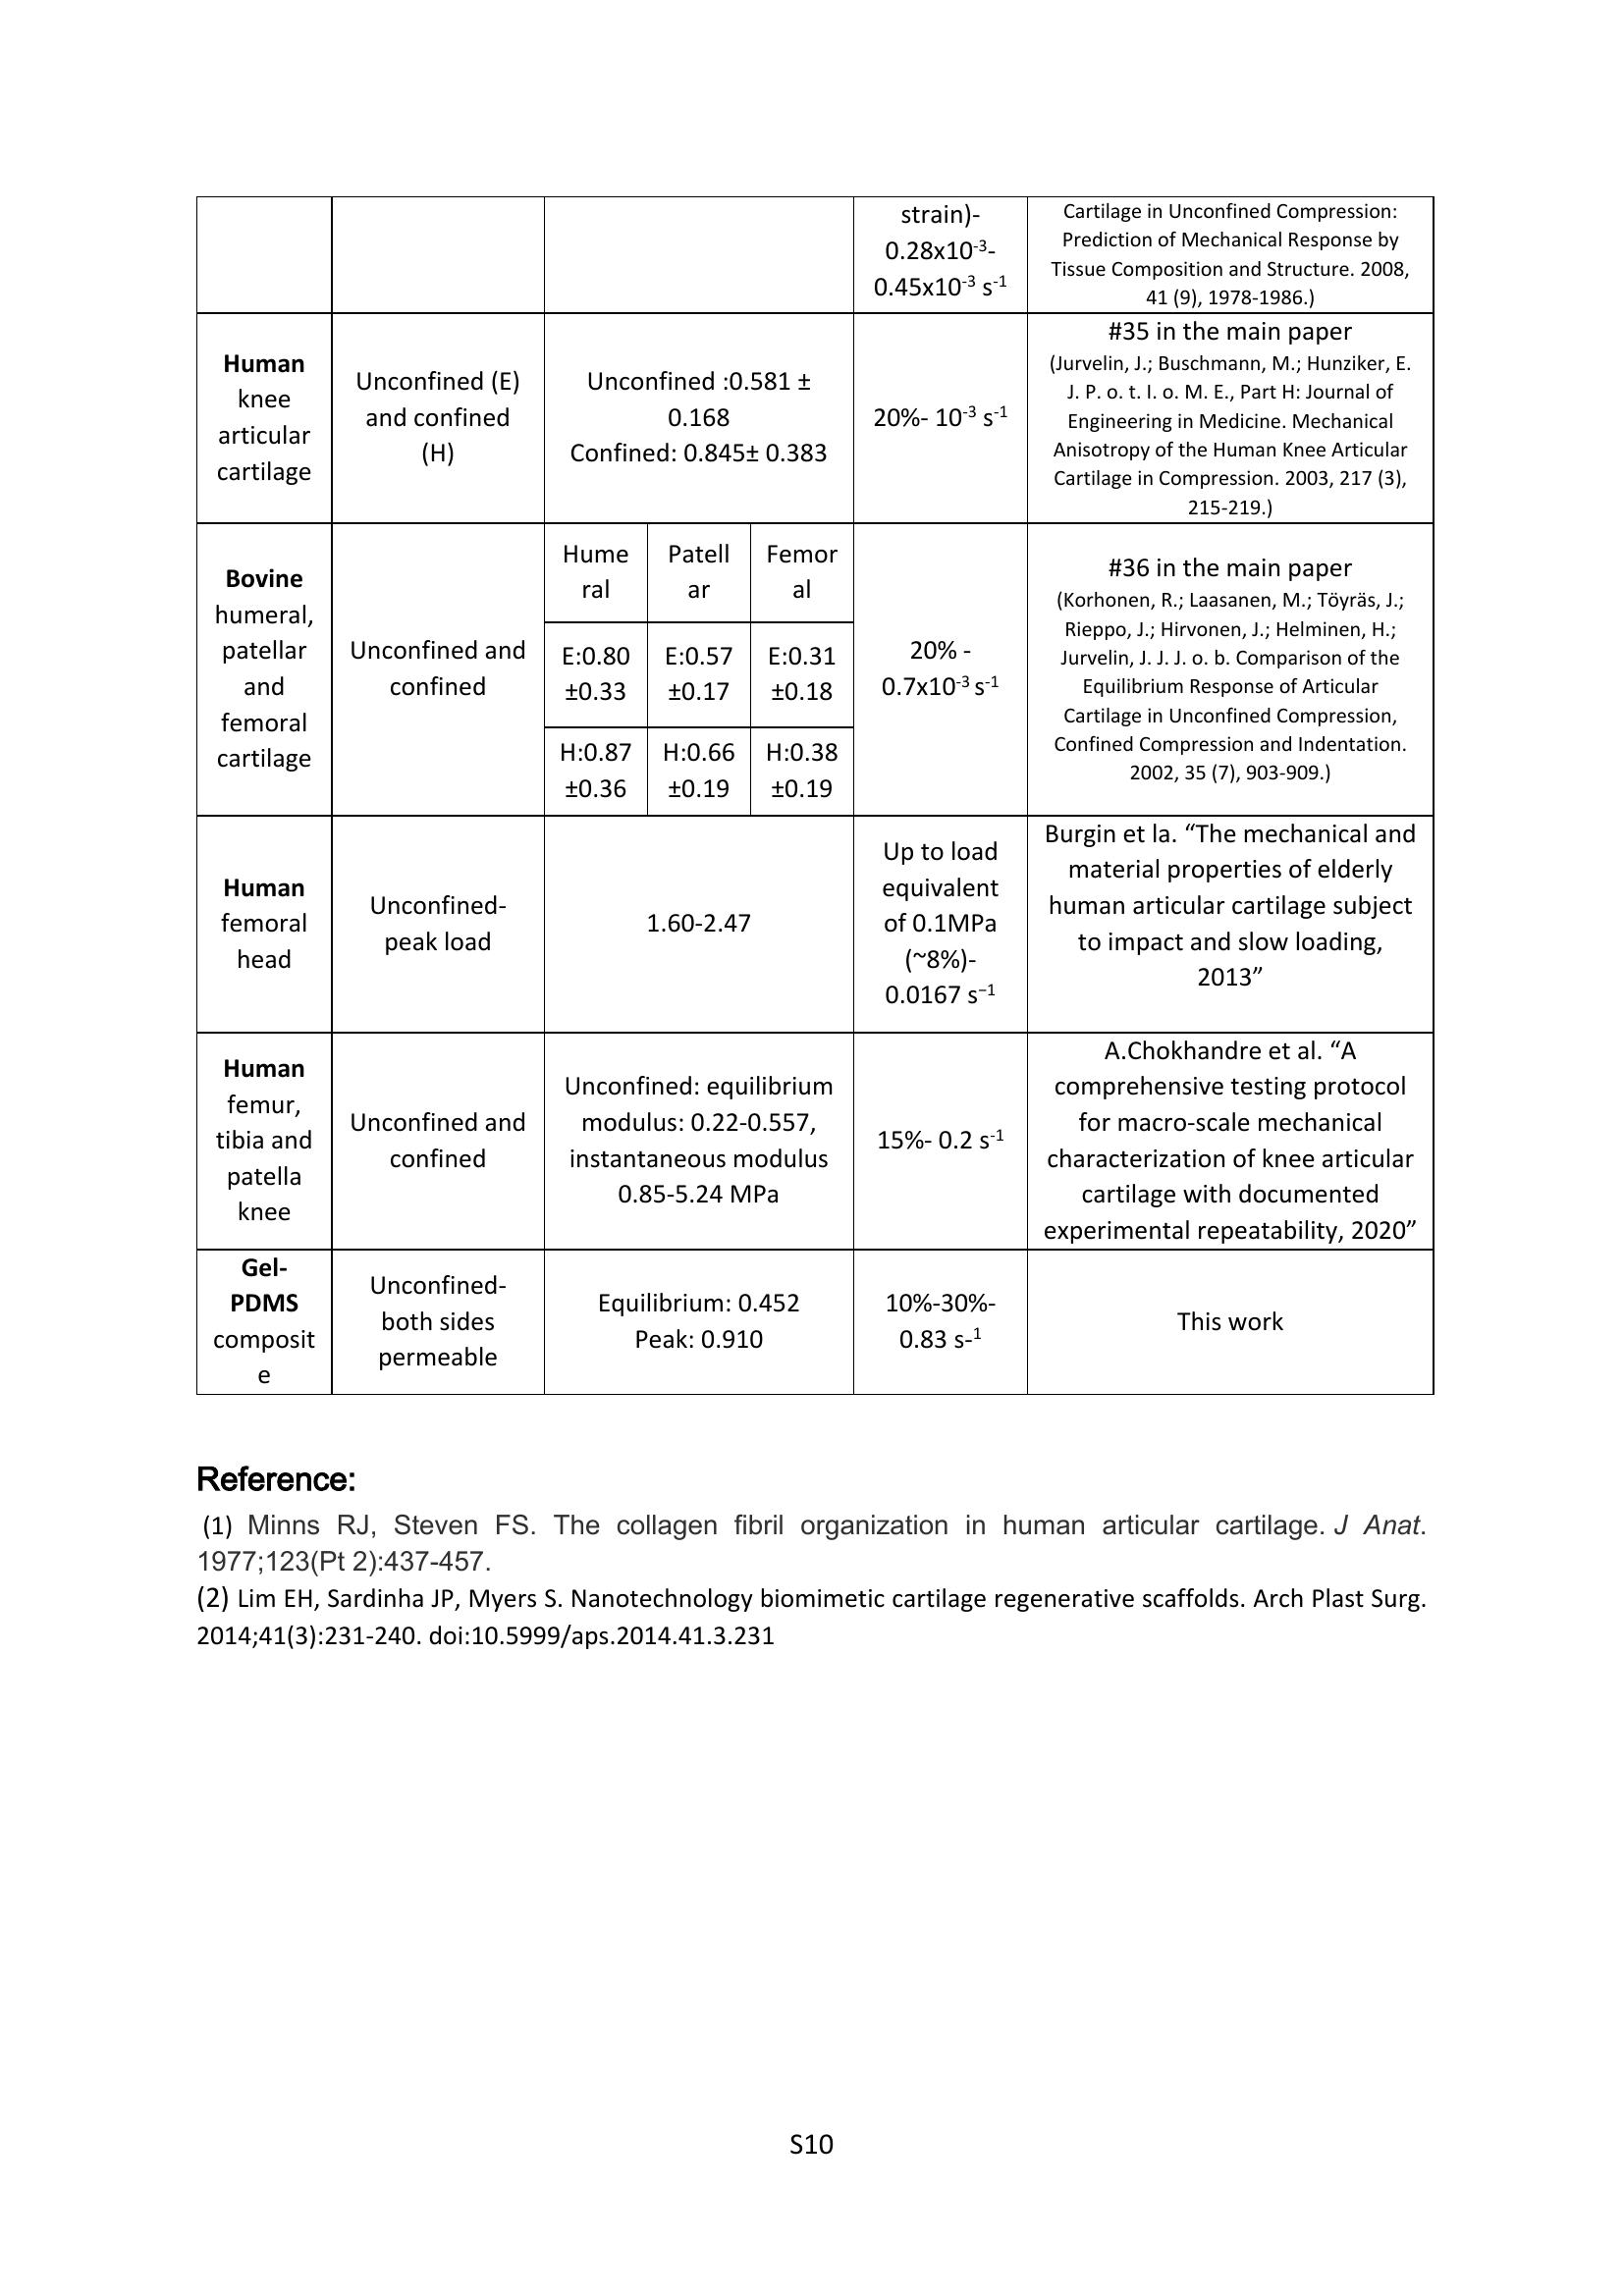 strain)-
0.28x10-3-
0.45x10-3 s-1
Cartilage in Unconfined Compression:
Prediction of Mechanical Response by
Tissue Composition and Structure. 2008,
41 (9), 1978-1986.)
Human
knee
articular
cartilage
Unconfined (E)
and confined
(H)
Unconfined :0.581 ±
0.168
Confined: 0.845± 0.383
20%- 10-3 s-1
#35 in the main paper
(Jurvelin, J.; Buschmann, M.; Hunziker, E.
J. P. o. t. I. o. M. E., Part H: Journal of
Engineering in Medicine. Mechanical
Anisotropy of the Human Knee Articular
Cartilage in Compression. 2003, 217 (3),
215-219.)
Bovine
humeral,
patellar
and
femoral
cartilage
Unconfined and
confined
Hume
ral
Patell
ar
Femor
al
E:0.80
±0.33
E:0.57
±0.17
E:0.31
±0.18
H:0.87
±0.36
H:0.66
±0.19
H:0.38
±0.19
20% -
0.7x10-3 s-1
#36 in the main paper
(Korhonen, R.; Laasanen, M.; Töyräs, J.;
Rieppo, J.; Hirvonen, J.; Helminen, H.;
Jurvelin, J. J. J. o. b. Comparison of the
Equilibrium Response of Articular
Cartilage in Unconfined Compression,
Confined Compression and Indentation.
2002, 35 (7), 903-909.)
Human
femoral
head
Unconfined-
peak load
1.60-2.47
Up to load
equivalent
of 0.1MPa
(~8%)-
0.0167 s−1
Burgin et la. “The mechanical and
material properties of elderly
human articular cartilage subject
to impact and slow loading,
2013”
Human
femur,
tibia and
patella
knee
Unconfined and
confined
Unconfined: equilibrium
modulus: 0.22-0.557,
instantaneous modulus
0.85-5.24 MPa
15%- 0.2 s-1
A.Chokhandre et al. “A
comprehensive testing protocol
for macro-scale mechanical
characterization of knee articular
cartilage with documented
experimental repeatability, 2020”
Gel-
PDMS
composit
e
Unconfined-
both sides
permeable
Equilibrium: 0.452
Peak: 0.910
10%-30%-
0.83 s-1
This work
Reference:
(1) Minns RJ, Steven FS. The collagen fibril organization in human articular cartilage. J Anat.
1977;123(Pt 2):437-457.
(2) Lim EH, Sardinha JP, Myers S. Nanotechnology biomimetic cartilage regenerative scaffolds. Arch Plast Surg.
2014;41(3):231-240. doi:10.5999/aps.2014.41.3.231
S10